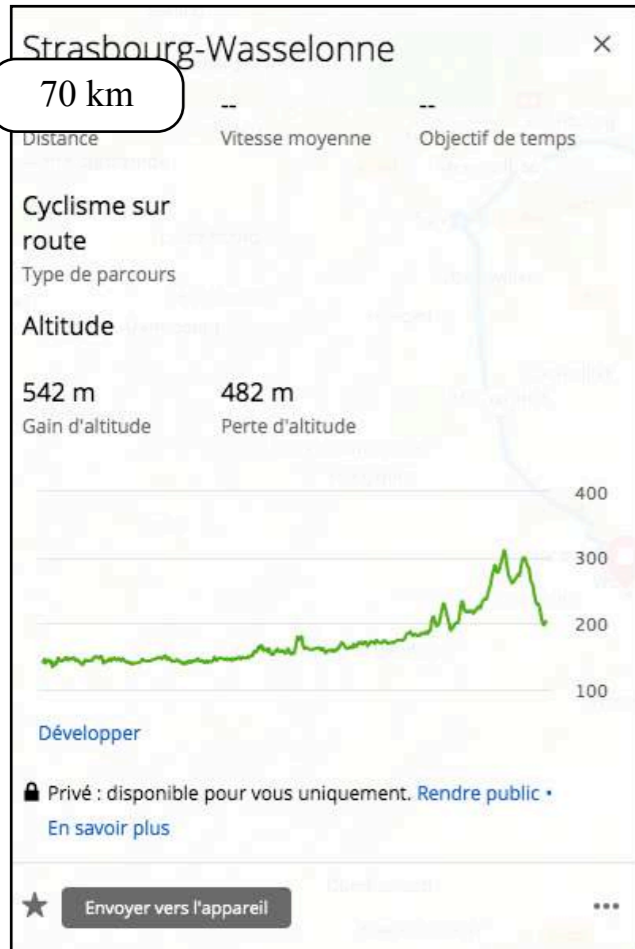 Strasbourg-Wasselonne
70 km
--
--
Distance
Vitesse moyenne
Objectif de temps
Cyclisme sur
route
Type de parcours
Altitude
542 m
482 m
Gain d'altitude
Perte d'altitude
400
300
200
100
Développer
Privé : disponible pour vous uniquement. Rendre public •
En savoir plus
Envoyer vers l'appareil